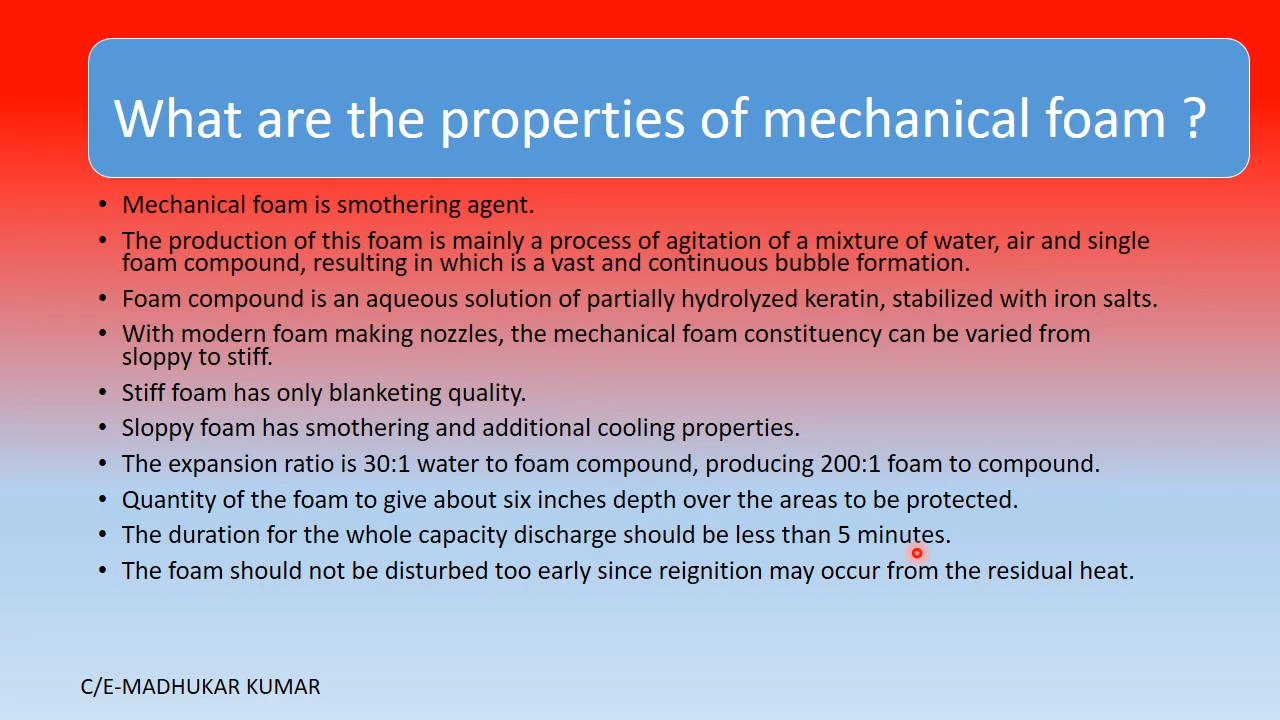 What are the properties of mechanical foam ?
• Mechanical foam is smothering agent.
• The production of this foam is mainly a process of agitation of a mixture of water, air and single
foam compound, resulting in which is a vast and continuous bubble formation.
• Foam compound is an aqueous solution of partially hydrolyzed keratin, stabilized with iron salts.
• With modern foam making nozzles, the mechanical foam constituency can be varied from
sloppy to stiff.
• Stiff foam has only blanketing quality.
• Sloppy foam has smothering and additional cooling properties.
• The expansion ratio is 30:1 water to foam compound, producing 200:1 foam to compound.
• Quantity of the foam to give about six inches depth over the areas to be protected.
• The duration for the whole capacity discharge should be less than 5 minutes.
• The foam should not be disturbed too early since reignition may occur from the residual heat.
C/E-MADHUKAR KUMAR